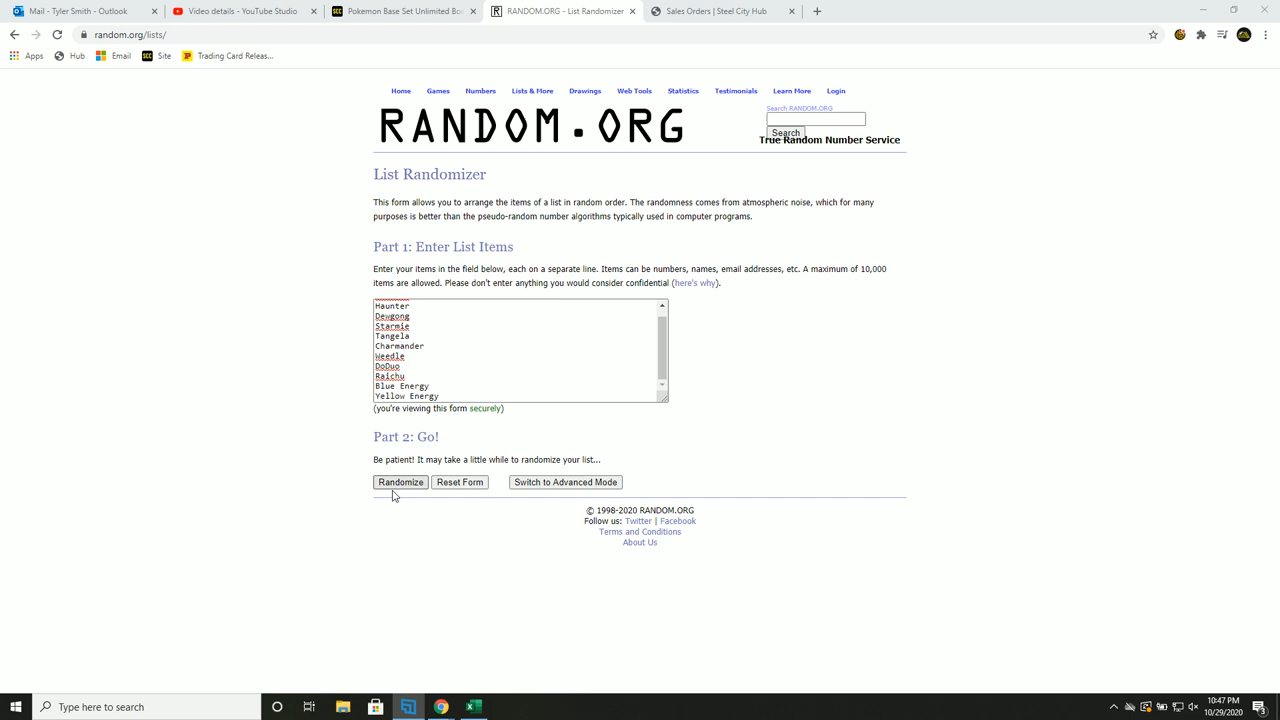 Mail - Tyler Smith - Outlook
Video details - YouTube Studio
Pokemon Base Set Unlimited Bo
RANDOM.ORG - List Randomizer
Sales Orders | Steel City Hub
random.org/lists/
Apps
Hub
Email
SCC
Site
Trading Card Releas...
Home
Games
Numbers
Lists & More
Drawings
Web Tools
Statistics
Testimonials
Learn More
Login
RANDOM.ORG
Search RANDOM.ORG
Search
True Random Number Service
List Randomizer
This form allows you to arrange the items of a list in random order. The randomness comes from atmospheric noise, which for many
purposes is better than the pseudo-random number algorithms typically used in computer programs.
Part 1: Enter List Items
Enter your items in the field below, each on a separate line. Items can be numbers, names, email addresses, etc. A maximum of 10,000
items are allowed. Please don't enter anything you would consider confidential (here's why).
Haunter
Dewgong
Starmie
Tangela
Charmander
Weedle
DoDuo
Raichu
Blue Energy
Yellow Energy
(you're viewing this form securely)
Part 2: Go!
Be patient! It may take a little while to randomize your list...
Randomize
Reset Form
Switch to Advanced Mode
© 1998-2020 RANDOM.ORG
Follow us: Twitter | Facebook
Terms and Conditions
About Us
Type here to search
10:47 PM
10/29/2020